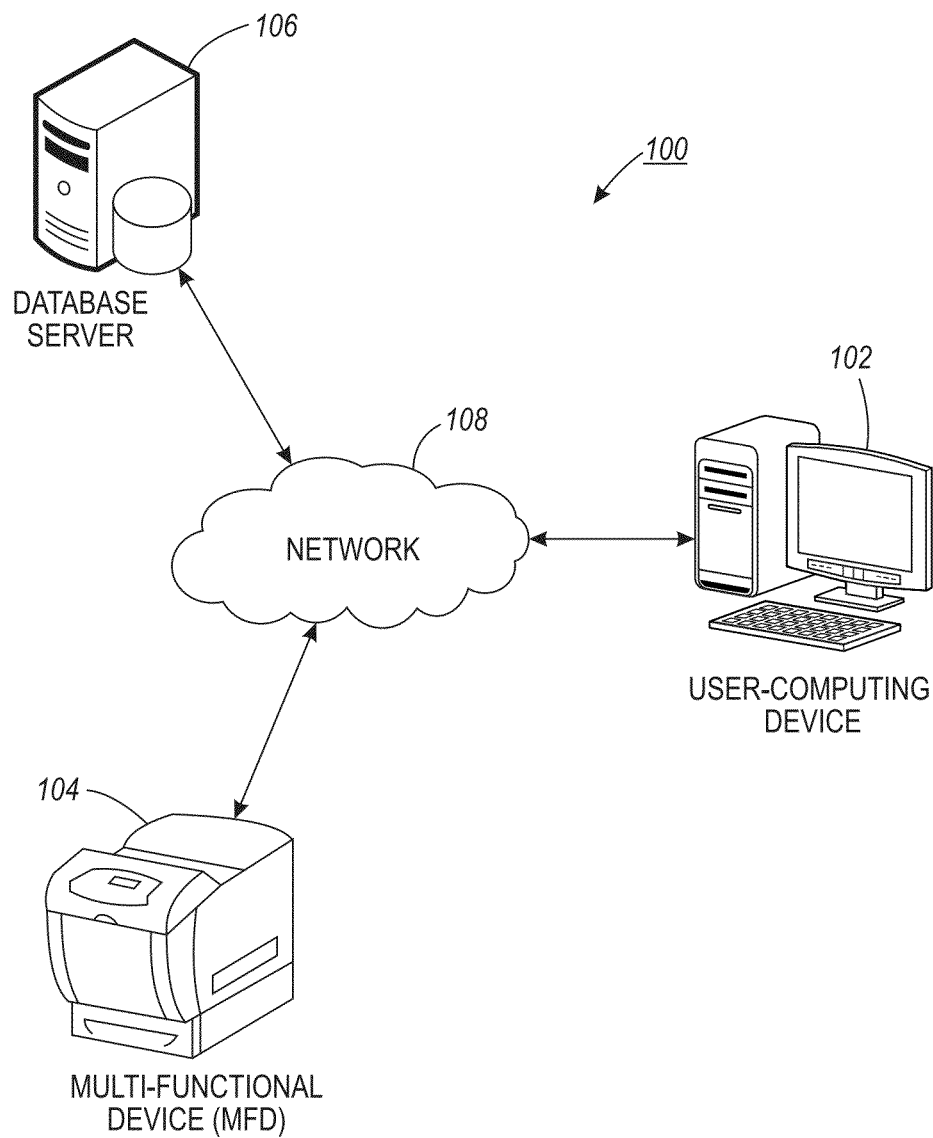 106
100
DATABASE
SERVER
102
108
NETWORK
USER-COMPUTING
DEVICE
104
MULTI-FUNCTIONAL
DEVICE (MFD)